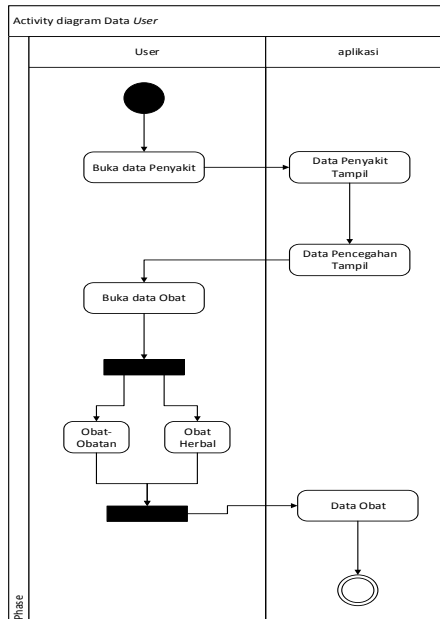 Activity diagram Data User
User
aplikasi
Buka data Penyakit
Data Penyakit
Tampil
Data Pencegahan
Tampil
Buka data Obat
Obat-
Obatan
Obat
Herbal
Data Obat
Phase